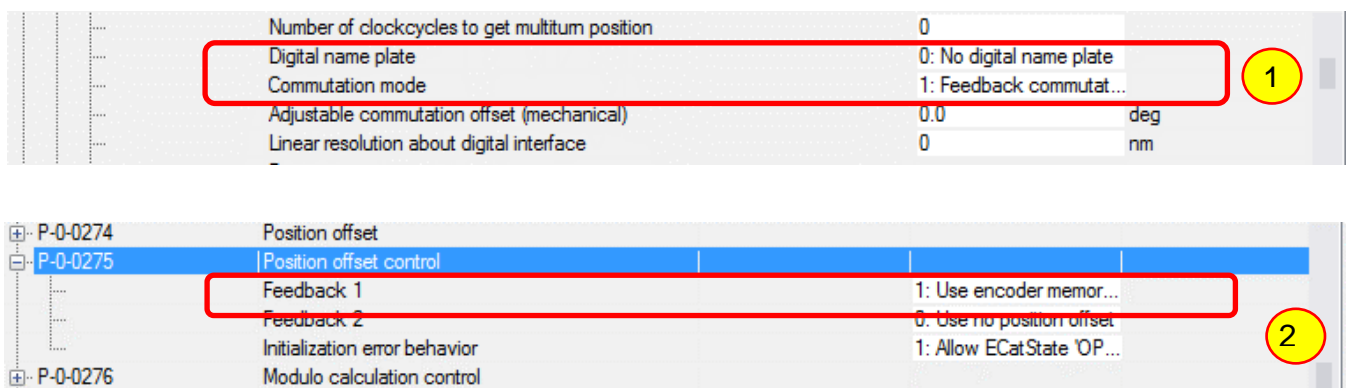 Number of clockcycles to get multiturn position 0
Digital name plate 0: No digital name plate
Commutation mode 1: Feedback commutat...
1
Adjustable commutation offset (mechanical) 0.0 deg
Linear resolution about digital interface 0 nm
P-0-0274 Position offset
P-0-0275 Position offset control
Feedback 1 1: Use encoder memor...
Feedback 2 0: Use no position offset
2
Initialization error behavior 1: Allow ECatState 'OP...
P-0-0276 Modulo calculation control